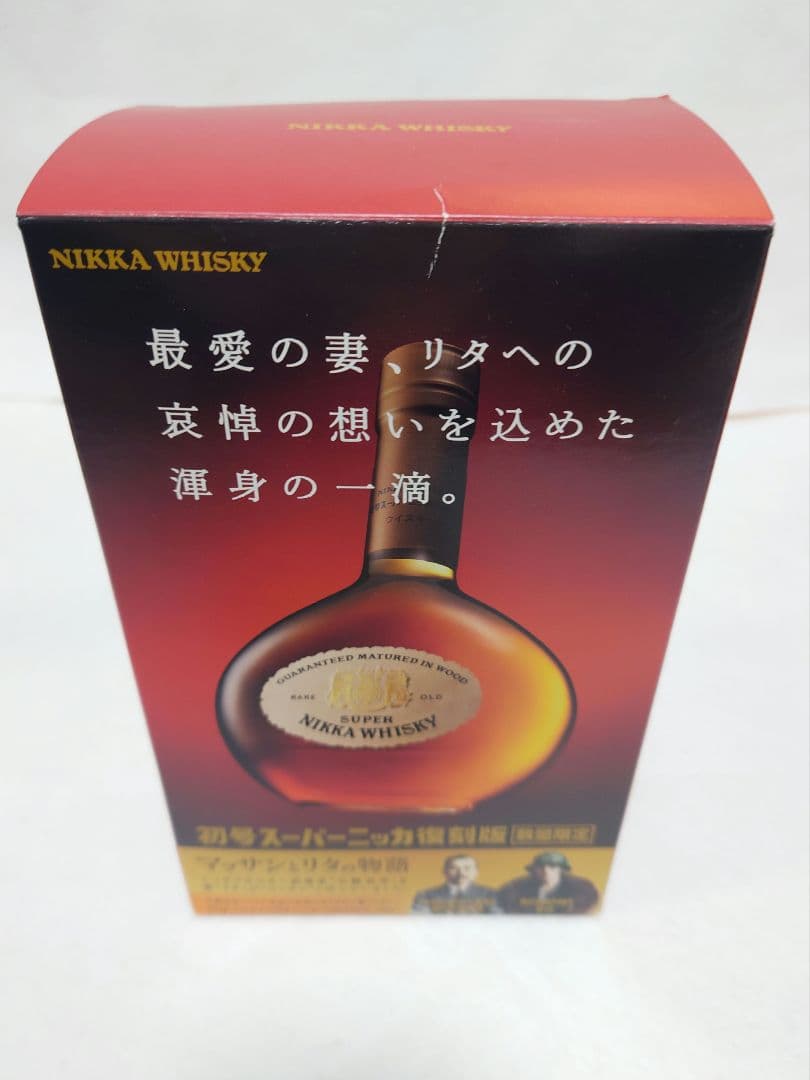 NIKKA WHISKY
NIKKA WHISKY
最愛の妻、リタへの
哀悼の想いを込めた
渾身の一滴。
GUARANTEED MATURED IN WOOD
RARE OLD
SUPER
NIKKA WHISKY
初号スーパーニッカ復刻版 数量限定
マッサンとリタの物語